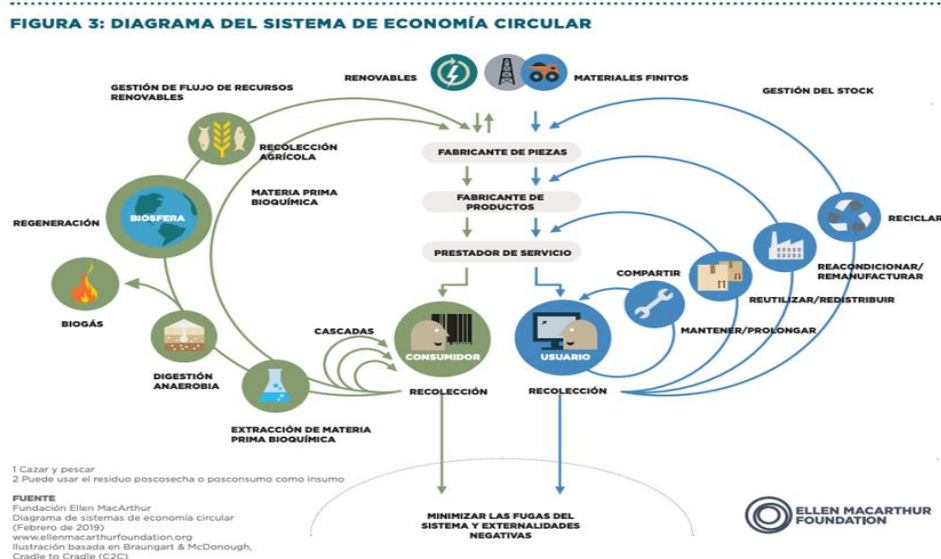 FIGURA 3: DIAGRAMA DEL SISTEMA DE ECONOMÍA CIRCULAR
RENOVABLES
MATERIALES FINITOS
GESTIÓN DE FLUJO DE RECURSOS
RENOVABLES
GESTIÓN DEL STOCK
RECOLECCIÓN
AGRÍCOLA
FABRICANTE DE PIEZAS
MATERIA PRIMA
BIOQUÍMICA
FABRICANTE DE
PRODUCTOS
REGENERACIÓN
BIOSFERA
RECICLAR
PRESTADOR DE SERVICIO
REACONDICIONAR/
REMANUFACTURAR
COMPARTIR
REUTILIZAR/REDISTRIBUIR
BIOGÁS
CASCADAS
MANTENER/PROLONGAR
CONSUMIDOR
USUARIO
DIGESTIÓN
ANAEROBIA
RECOLECCIÓN
RECOLECCIÓN
EXTRACCIÓN DE MATERIA
PRIMA BIOQUÍMICA
1 Cazar y pescar
2 Puede usar el residuo poscosecha o posconsumo como insumo
FUENTE
Fundación Ellen MacArthur
Diagrama de sistemas de economía circular
(Febrero de 2019)
www.ellenmacarthurfoundation.org
Ilustración basada en Braungart & McDonough,
Cradle to Cradle (C2C)
MINIMIZAR LAS FUGAS DEL
SISTEMA Y EXTERNALIDADES
NEGATIVAS
ELLEN MACARTHUR
FOUNDATION